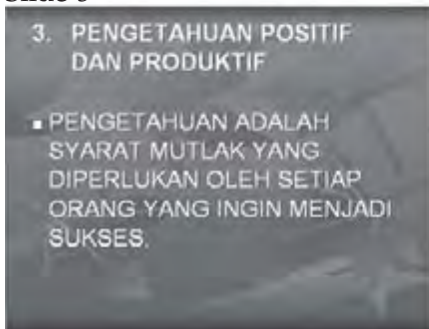 3. PENGETAHUAN POSITIF
DAN PRODUKTIF
▪ PENGETAHUAN ADALAH
SYARAT MUTLAK YANG
DIPERLUKAN OLEH SETIAP
ORANG YANG INGIN MENJADI
SUKSES.